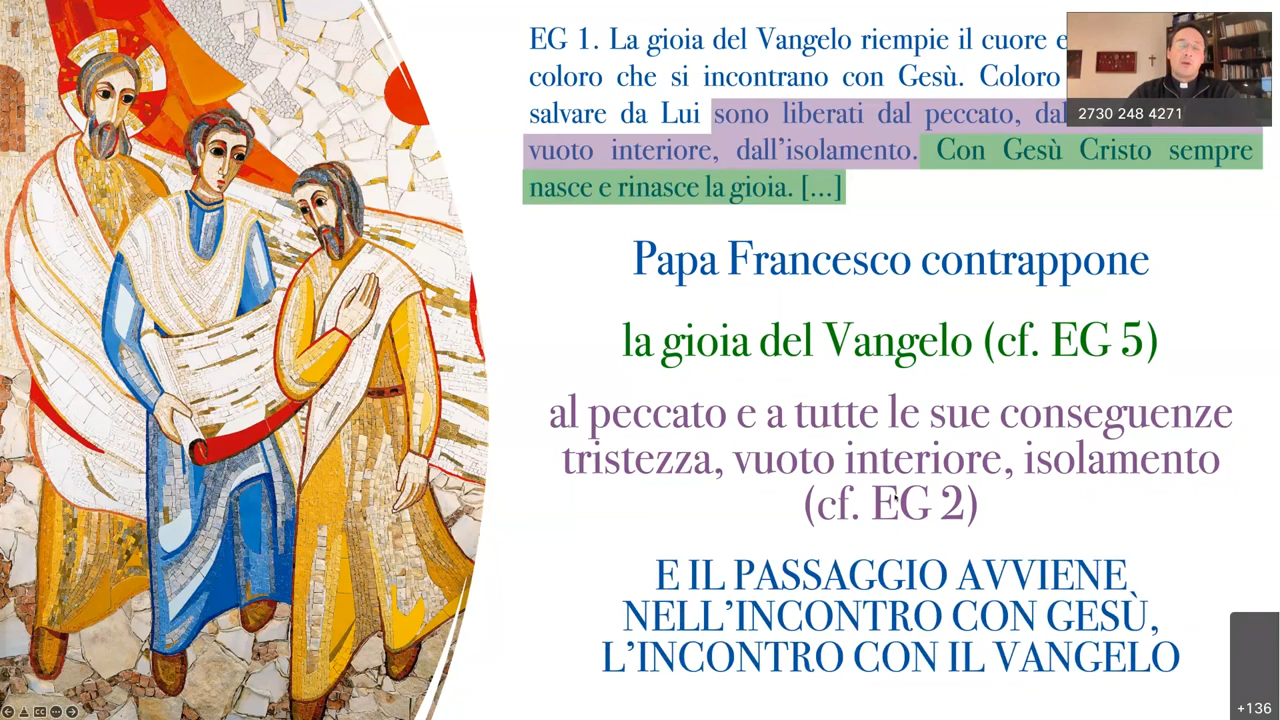 EG 1. La gioia del Vangelo riempie il cuore e
coloro che si incontrano con Gesù. Coloro
salvare da Lui sono liberati dal peccato, dal
vuoto interiore, dall’isolamento. Con Gesù Cristo sempre
nasce e rinasce la gioia. [...]
2730 248 4271
Papa Francesco contrappone
la gioia del Vangelo (cf. EG 5)
al peccato e a tutte le sue conseguenze
tristezza, vuoto interiore, isolamento
(cf. EG 2)
E IL PASSAGGIO AVVIENE
NELL’INCONTRO CON GESÙ,
L’INCONTRO CON IL VANGELO
+136